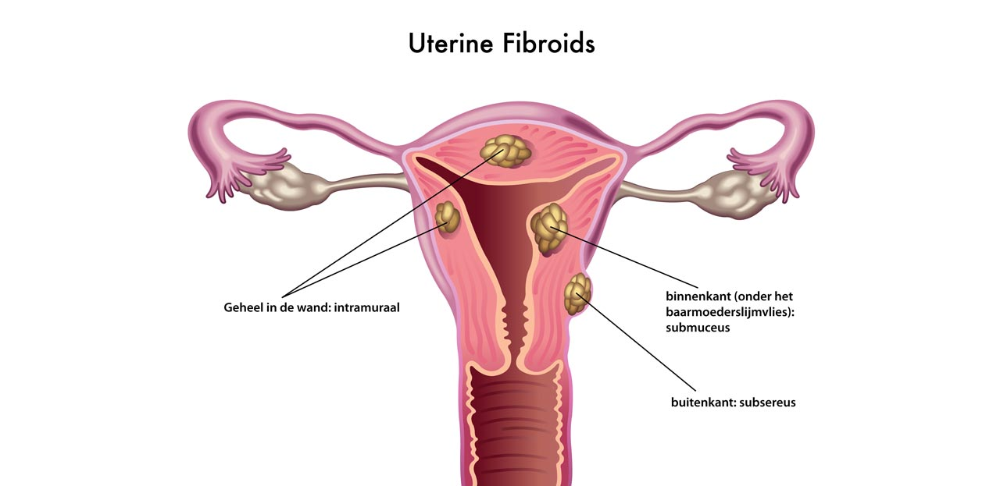 Uterine Fibroids
Geheel in de wand: intramuraal
binnenkant (onder het
baarmoederslijmvlies):
submuceus
buitenkant: subsereus